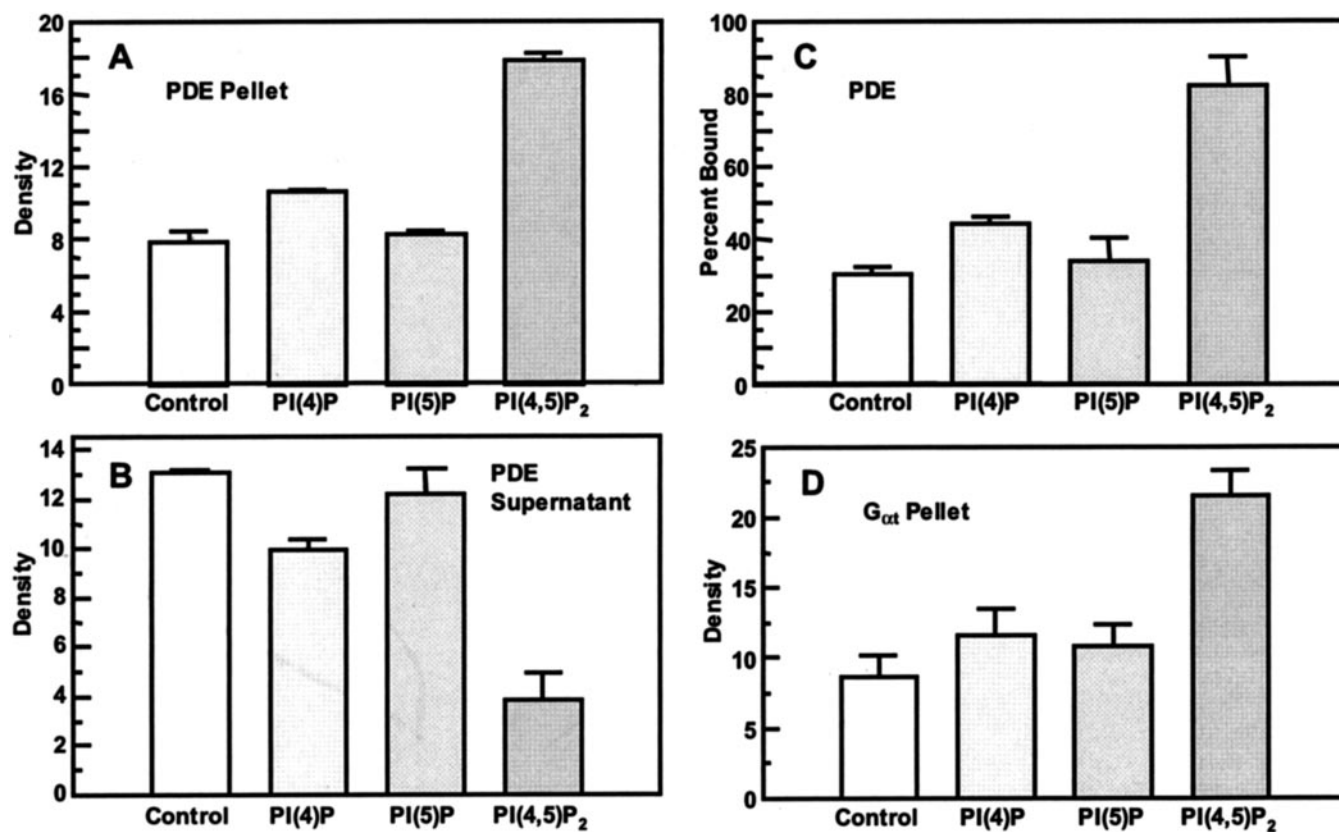 A
PDE Pellet
Density
20
16
12
8
4
0
Control PI(4)P PI(5)P PI(4,5)P₂
C
PDE
Percent Bound
100
80
60
40
20
0
Control PI(4)P PI(5)P PI(4,5)P₂
B
PDE
Supernatant
Density
14
12
10
8
6
4
2
0
Control PI(4)P PI(5)P PI(4,5)P₂
D
Gαt Pellet
Density
25
20
15
10
5
0
Control PI(4)P PI(5)P PI(4,5)P₂